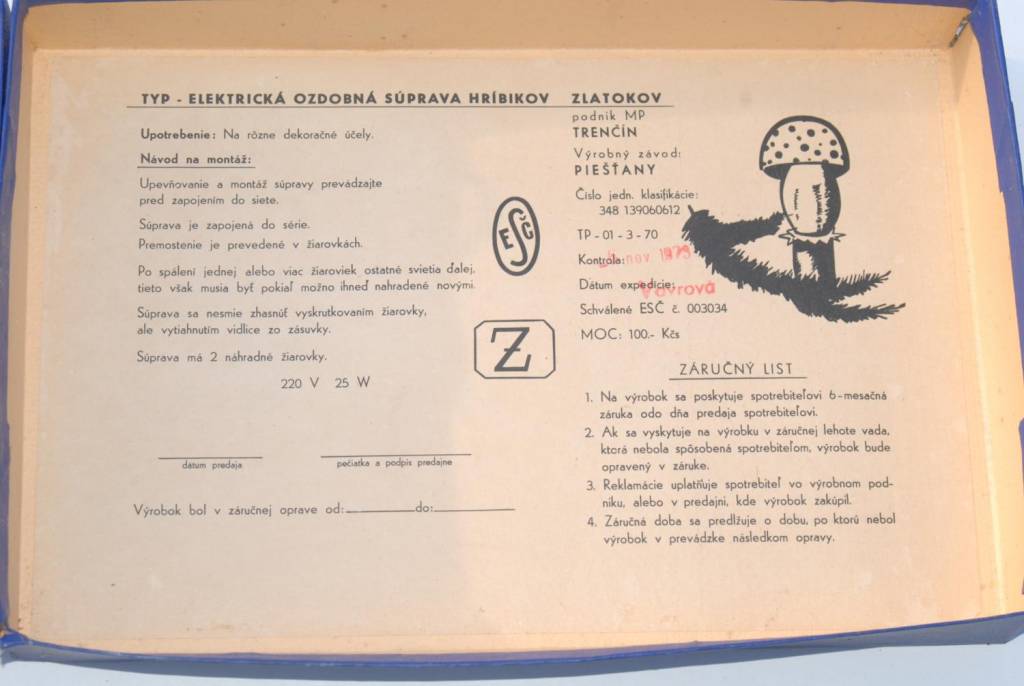 TYP - ELEKTRICKÁ OZDOBNÁ SÚPRAVA HRÍBIKOV ZLATOKOV
Upotrebenie: Na rôzne dekoračné účely.
Návod na montáž:
Upevňovanie a montáž súpravy prevádzajte
pred zapojením do siete.
Súprava je zapojená do série.
Premostenie je prevedené v žiarovkách.
Po spálení jednej alebo viac žiaroviek ostatné svietia ďalej,
tieto však musia byť pokiaľ možno ihneď nahradené novými.
Súprava sa nesmie zhasnúť vyskrutkovaním žiarovky,
ale vytiahnutím vidlice zo zásuvky.
Súprava má 2 náhradné žiarovky.
220 V 25 W
dátum predaja
pečiatka a podpis predajne
Výrobok bol v záručnej oprave od: do:
ESČ
Z
podnik MP
TRENČÍN
Výrobný závod:
PIEŠŤANY
Číslo jedn. klasifikácie:
348 139060612
TP - 01 - 3 - 70
Kontróla: nov 1973
Dátum expedície: Vavrová
Schválené ESČ č. 003034
MOC: 100.- Kčs
ZÁRUČNÝ LIST
1. Na výrobok sa poskytuje spotrebiteľovi 6-mesačná
záruka odo dňa predaja spotrebiteľovi.
2. Ak sa vyskytuje na výrobku v záručnej lehote vada,
ktorá nebola spôsobená spotrebiteľom, výrobok bude
opravený v záruke.
3. Reklamácie uplatňuje spotrebiteľ vo výrobnom pod-
niku, alebo v predajni, kde výrobok zakúpil.
4. Záručná doba sa predlžuje o dobu, po ktorú nebol
výrobok v prevádzke následkom opravy.